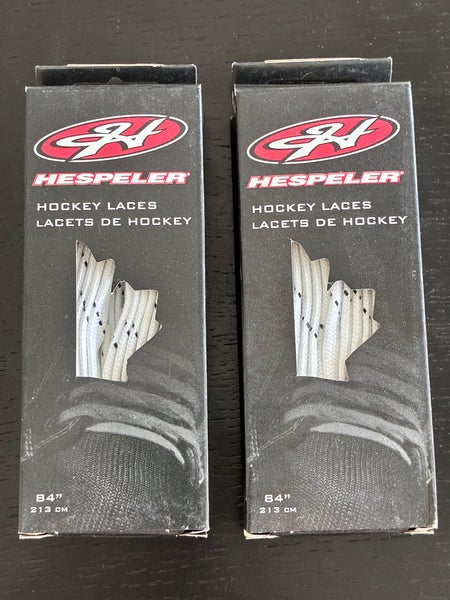 HESPELER
HOCKEY LACES
LACETS DE HOCKEY
84"
213 CM
HESPELER
HOCKEY LACES
LACETS DE HOCKEY
84"
213 CM